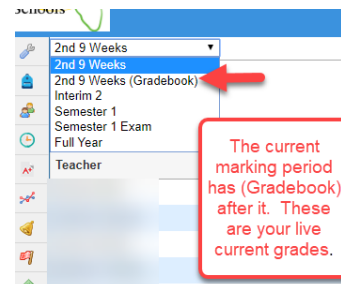 Schools
2nd 9 Weeks
2nd 9 Weeks
2nd 9 Weeks (Gradebook)
Interim 2
Semester 1
Semester 1 Exam
Full Year
Teacher
The current
marking period
has (Gradebook)
after it. These
are your live
current grades.
A+